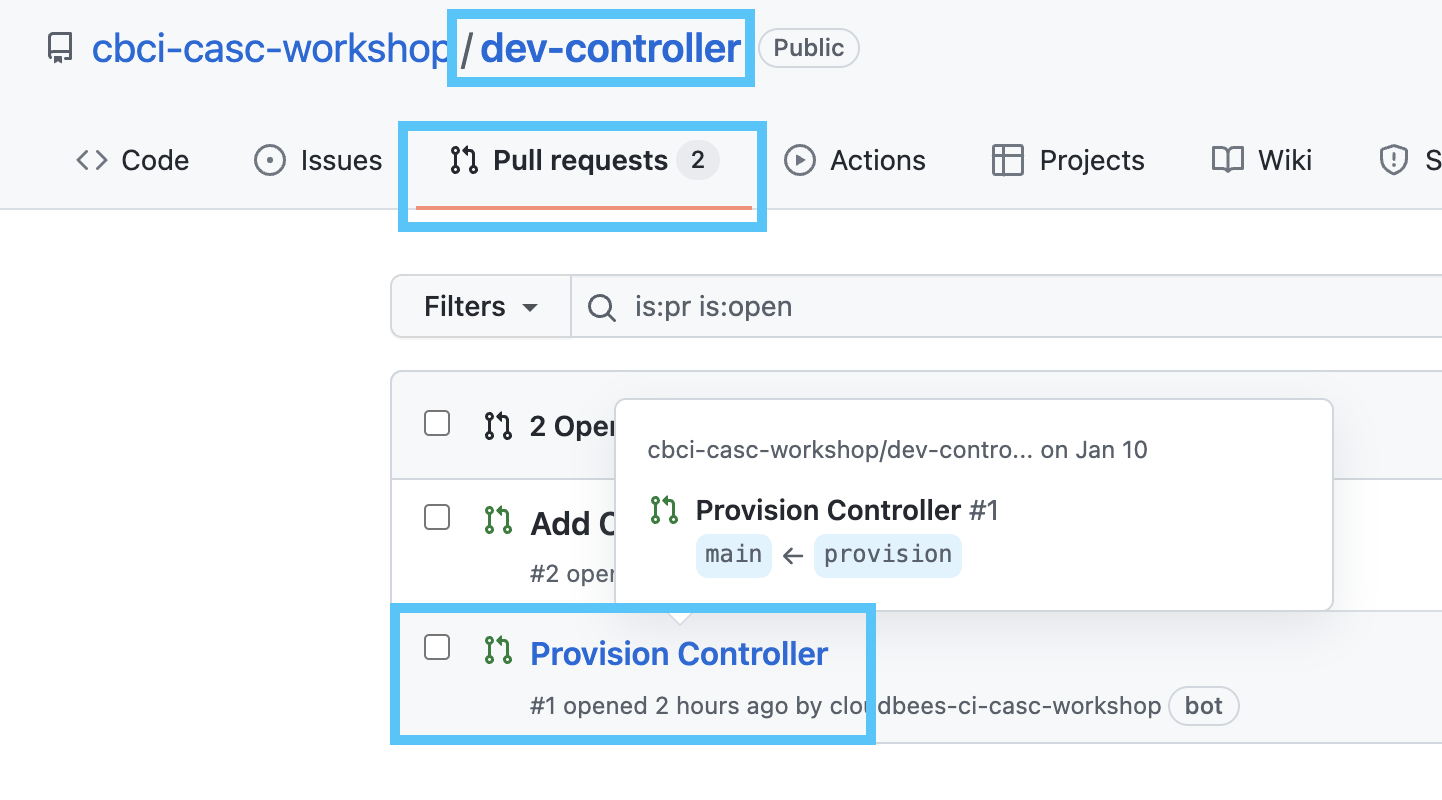 cbci-casc-workshop / dev-controller Public
Code Issues Pull requests 2 Actions Projects Wiki S
Filters is:pr is:open
2 Open
cbci-casc-workshop/dev-contro... on Jan 10
Provision Controller #1
main ← provision
Add C
#2 oper
Provision Controller
#1 opened 2 hours ago by cloudbees-ci-casc-workshop bot